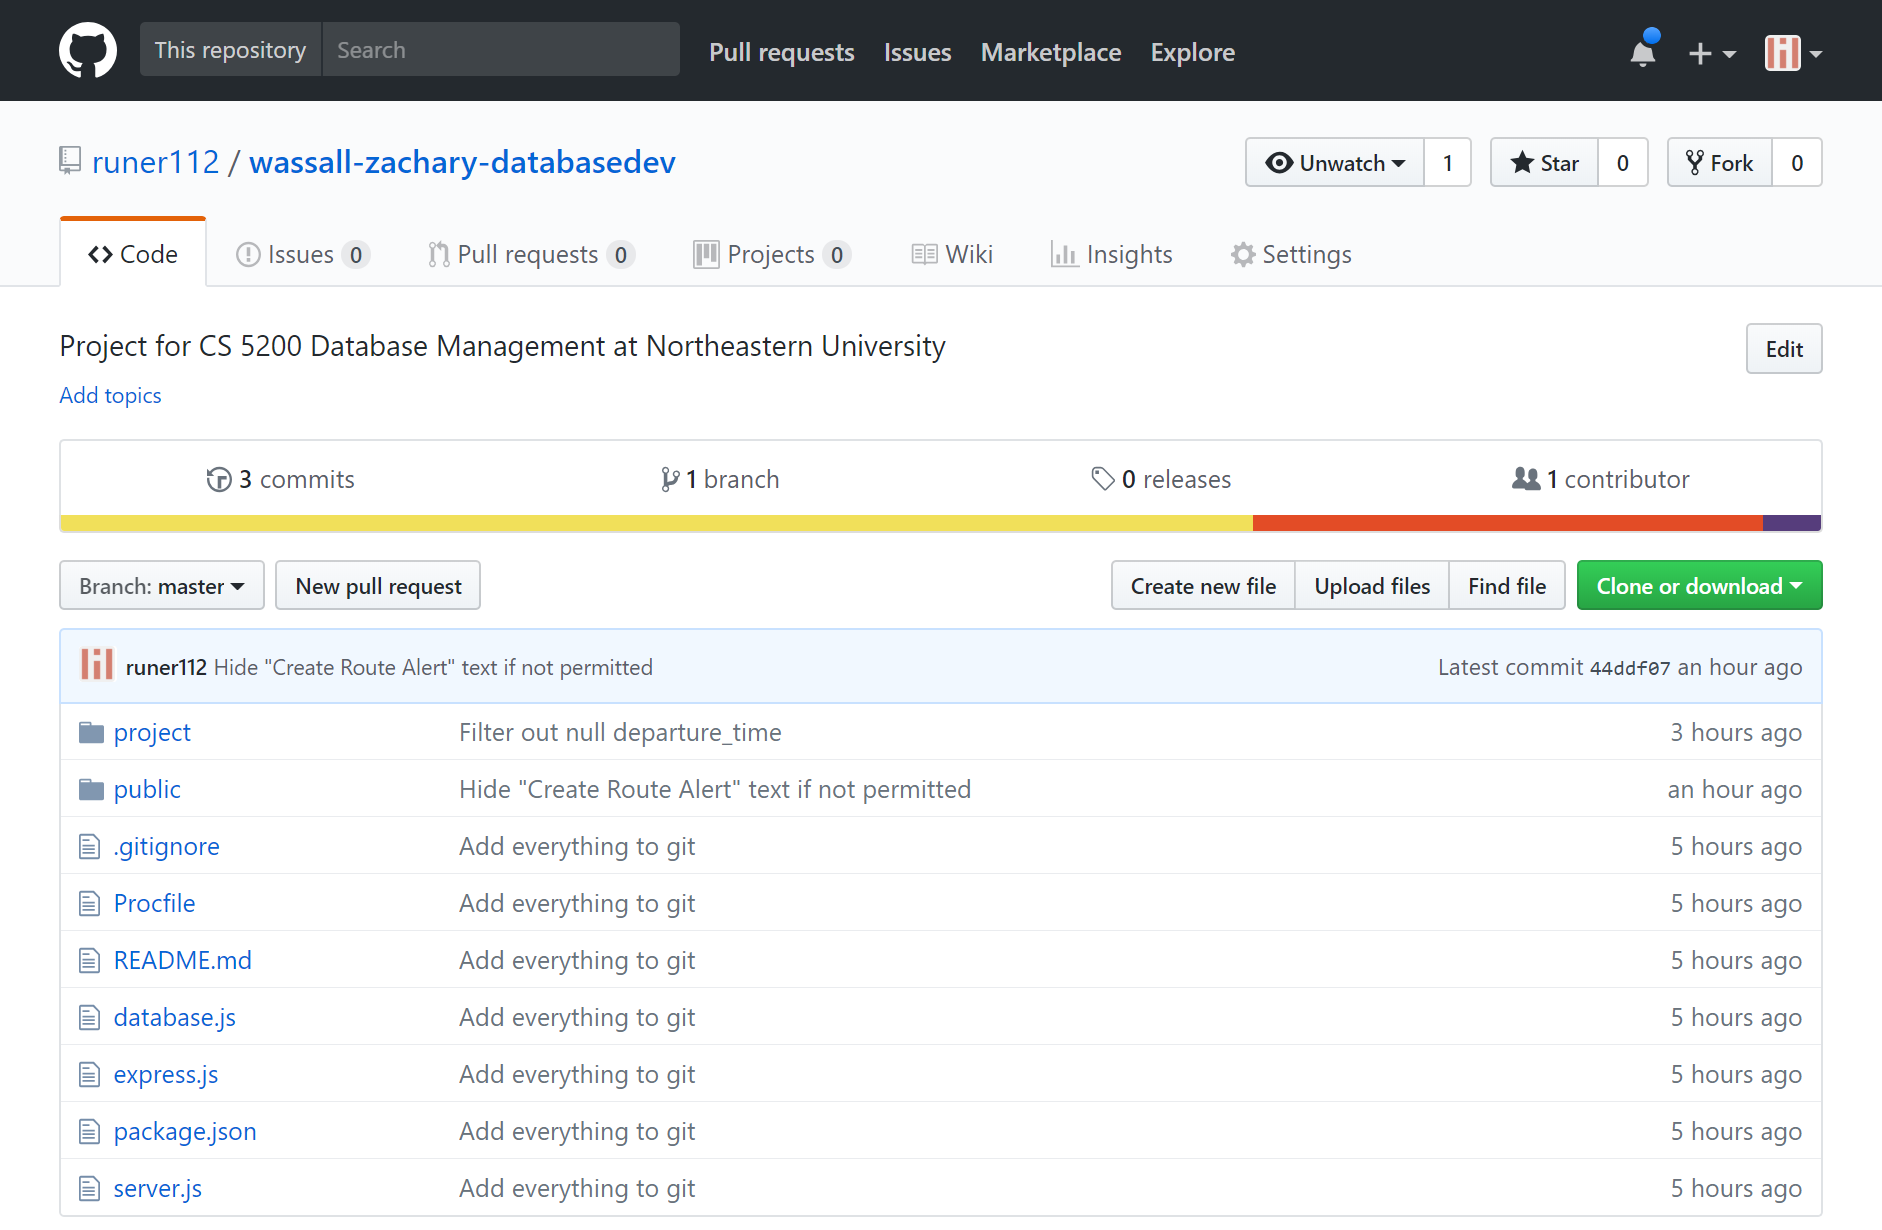 This repository Search Pull requests Issues Marketplace Explore
runer112 / wassall-zachary-databasedev Unwatch 1 Star 0 Fork 0
Code Issues 0 Pull requests 0 Projects 0 Wiki Insights Settings
Project for CS 5200 Database Management at Northeastern University Edit
Add topics
3 commits 1 branch 0 releases 1 contributor
Branch: master New pull request Create new file Upload files Find file Clone or download
runer112 Hide "Create Route Alert" text if not permitted Latest commit 44ddf07 an hour ago
project Filter out null departure_time 3 hours ago
public Hide "Create Route Alert" text if not permitted an hour ago
.gitignore Add everything to git 5 hours ago
Procfile Add everything to git 5 hours ago
README.md Add everything to git 5 hours ago
database.js Add everything to git 5 hours ago
express.js Add everything to git 5 hours ago
package.json Add everything to git 5 hours ago
server.js Add everything to git 5 hours ago